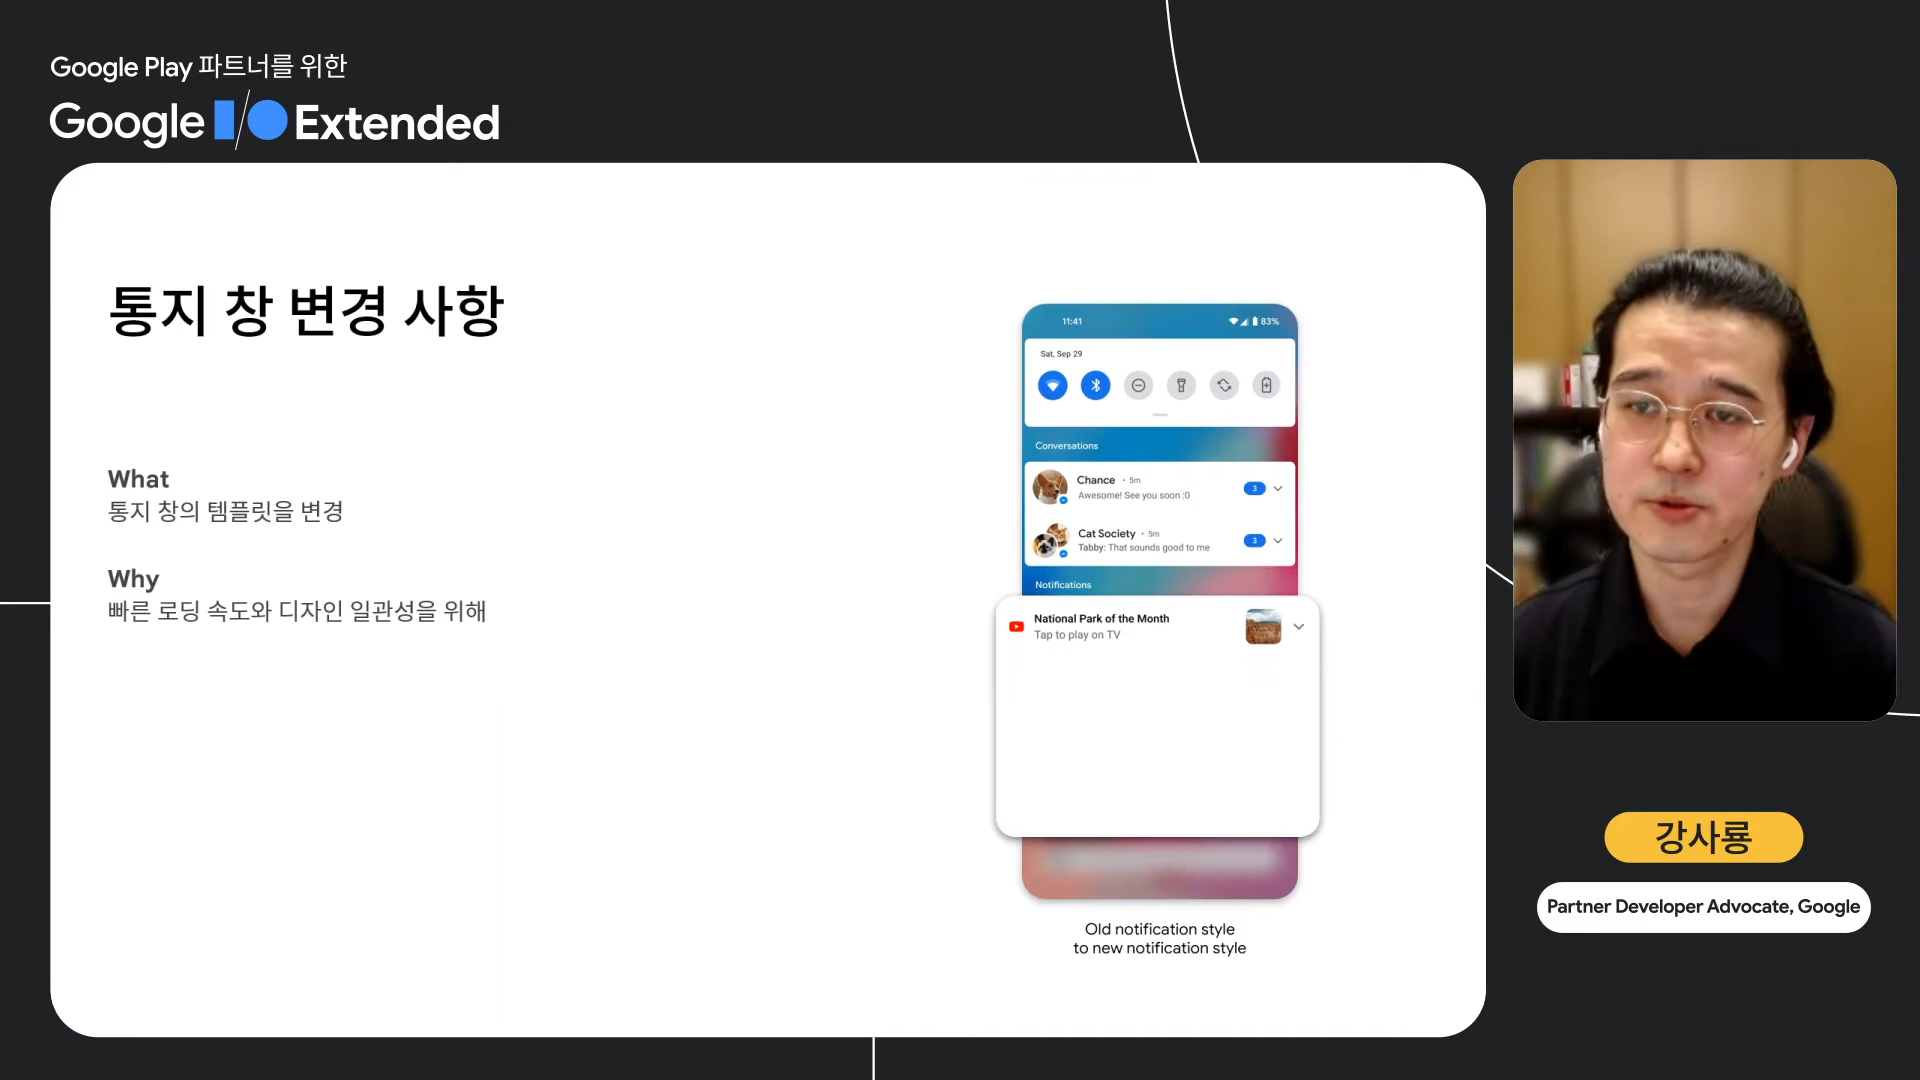 Google Play 파트너를 위한
Google I/O Extended
통지 창 변경 사항
What
통지 창의 템플릿을 변경
Why
빠른 로딩 속도와 디자인 일관성을 위해
11:41
83%
Sat, Sep 29
Conversations
Chance • 5m
Awesome! See you soon :0
3
Cat Society • 5m
Tabby: That sounds good to me
3
Notifications
National Park of the Month
Tap to play on TV
Old notification style
to new notification style
강사룡
Partner Developer Advocate, Google